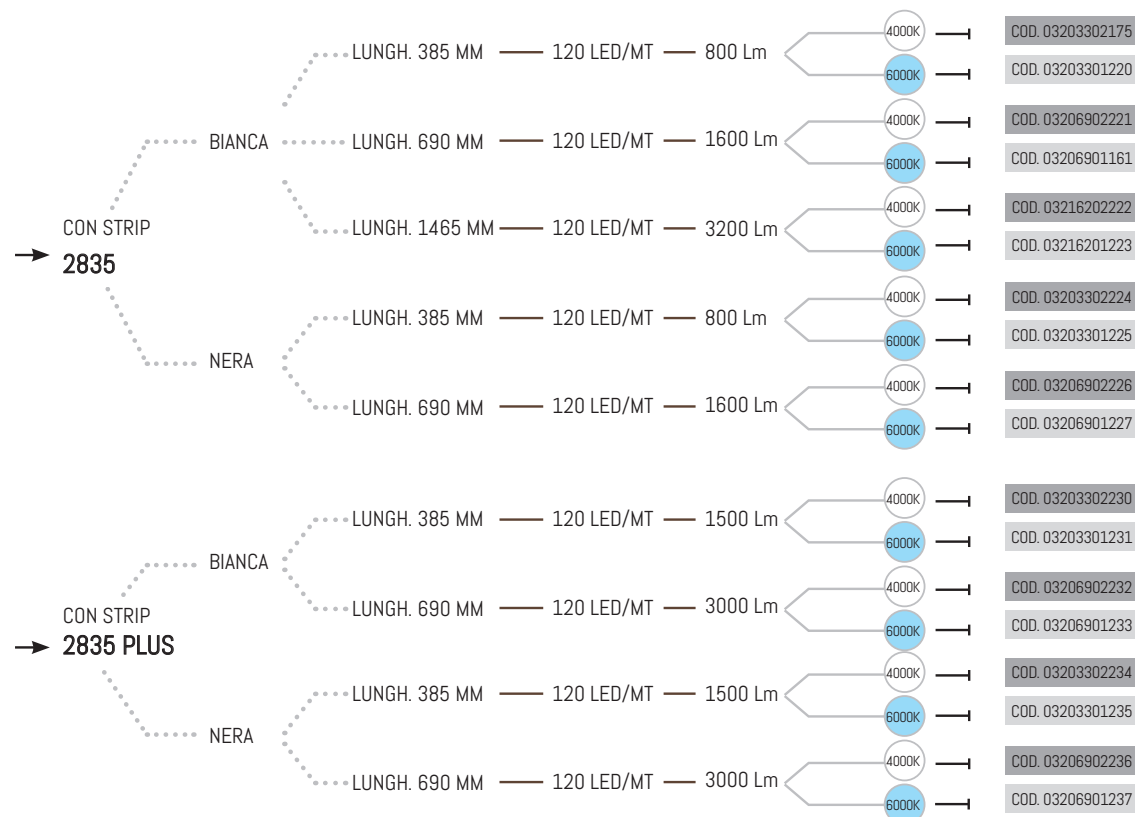 CON STRIP
2835
BIANCA
LUNGH. 385 MM 120 LED/MT 800 Lm
4000K COD. 03203302175
6000K COD. 03203301220
LUNGH. 690 MM 120 LED/MT 1600 Lm
4000K COD. 03206902221
6000K COD. 03206901161
LUNGH. 1465 MM 120 LED/MT 3200 Lm
4000K COD. 03216202222
6000K COD. 03216201223
NERA
LUNGH. 385 MM 120 LED/MT 800 Lm
4000K COD. 03203302224
6000K COD. 03203301225
LUNGH. 690 MM 120 LED/MT 1600 Lm
4000K COD. 03206902226
6000K COD. 03206901227
CON STRIP
2835 PLUS
BIANCA
LUNGH. 385 MM 120 LED/MT 1500 Lm
4000K COD. 03203302230
6000K COD. 03203301231
LUNGH. 690 MM 120 LED/MT 3000 Lm
4000K COD. 03206902232
6000K COD. 03206901233
NERA
LUNGH. 385 MM 120 LED/MT 1500 Lm
4000K COD. 03203302234
6000K COD. 03203301235
LUNGH. 690 MM 120 LED/MT 3000 Lm
4000K COD. 03206902236
6000K COD. 03206901237